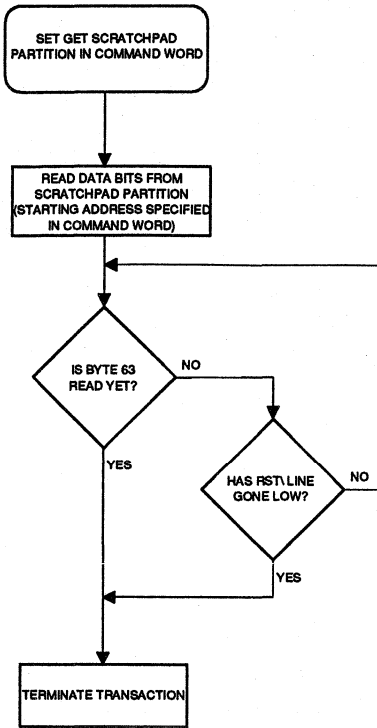 SET GET SCRATCHPAD
PARTITION IN COMMAND WORD
READ DATA BITS FROM
SCRATCHPAD PARTITION
(STARTING ADDRESS SPECIFIED
IN COMMAND WORD)
IS BYTE 63
READ YET?
NO
YES
HAS RST\ LINE
GONE LOW?
NO
YES
TERMINATE TRANSACTION